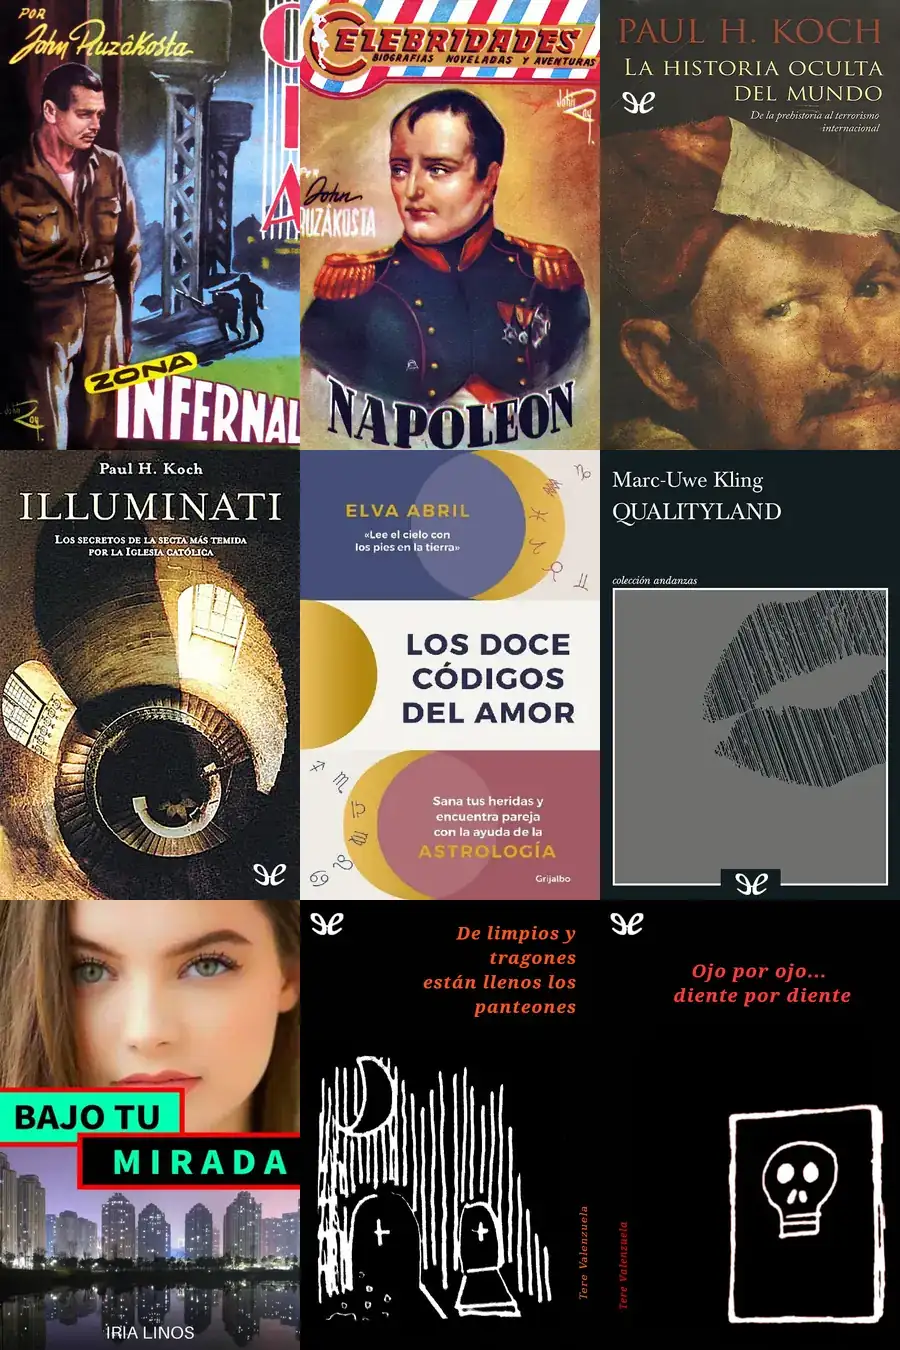 POR
John Ruzákosta
C
I
A
ZONA
INFERNAL
CELEBRIDADES
BIOGRAFIAS NOVELADAS Y AVENTURAS
John
Roy.
POR
John
RUZÁKOSTA
NAPOLEON
PAUL H. KOCH
LA HISTORIA OCULTA
DEL MUNDO
De la prehistoria al terrorismo
internacional
Paul H. Koch
ILLUMINATI
LOS SECRETOS DE LA SECTA MÁS TEMIDA
POR LA IGLESIA CATÓLICA
ELVA ABRIL
«Lee el cielo con
los pies en la tierra»
LOS DOCE
CÓDIGOS
DEL AMOR
Sana tus heridas y
encuentra pareja
con la ayuda de la
ASTROLOGÍA
Grijalbo
Marc-Uwe Kling
QUALITYLAND
colección andanzas
BAJO TU
MIRADA
IRIA LINOS
De limpios y
tragones
están llenos los
panteones
Tere Valenzuela
Ojo por ojo...
diente por diente
Tere Valenzuela